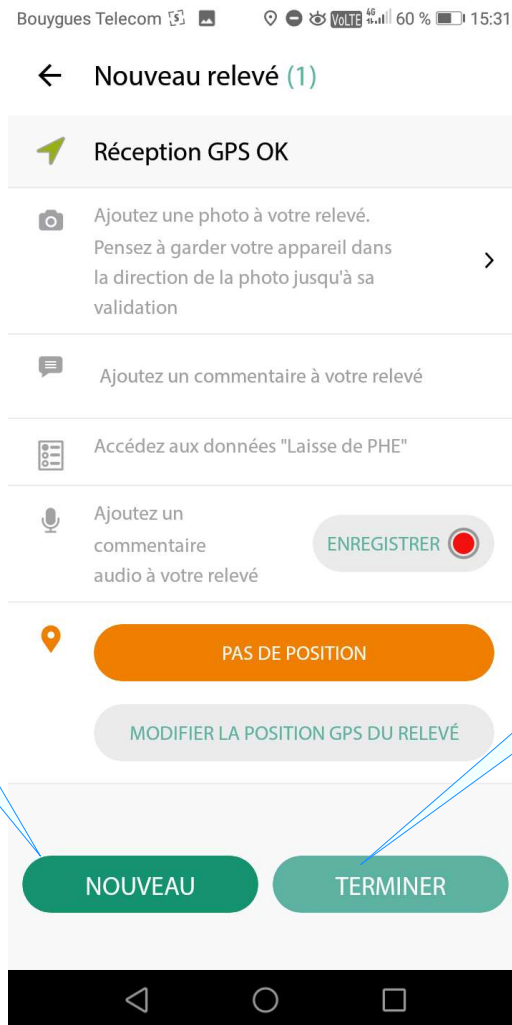 Bouygues Telecom VoLTE 4G 60 % 15:31
Nouveau relevé (1)
Réception GPS OK
Ajoutez une photo à votre relevé.
Pensez à garder votre appareil dans
la direction de la photo jusqu'à sa
validation
Ajoutez un commentaire à votre relevé
Accédez aux données "Laisse de PHE"
Ajoutez un
commentaire
audio à votre relevé
ENREGISTRER
PAS DE POSITION
MODIFIER LA POSITION GPS DU RELEVÉ
NOUVEAU TERMINER